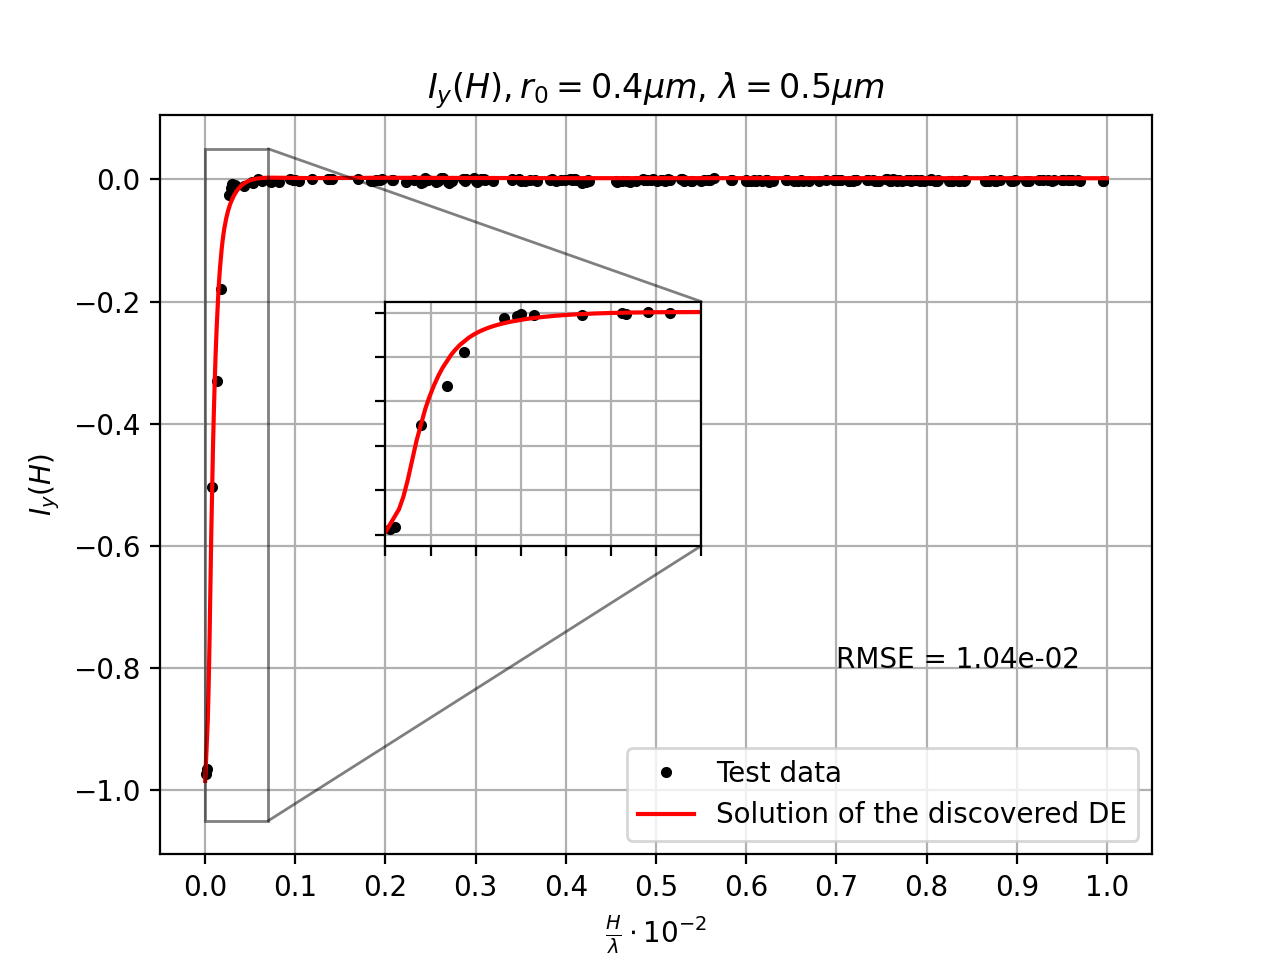 I_y(H), r_0 = 0.4μm, λ = 0.5μm
0.0
−0.2
−0.4
−0.6
−0.8
−1.0
I_y(H)
RMSE = 1.04e-02
Test data
Solution of the discovered DE
0.0 0.1 0.2 0.3 0.4 0.5 0.6 0.7 0.8 0.9 1.0
H/λ · 10^−2